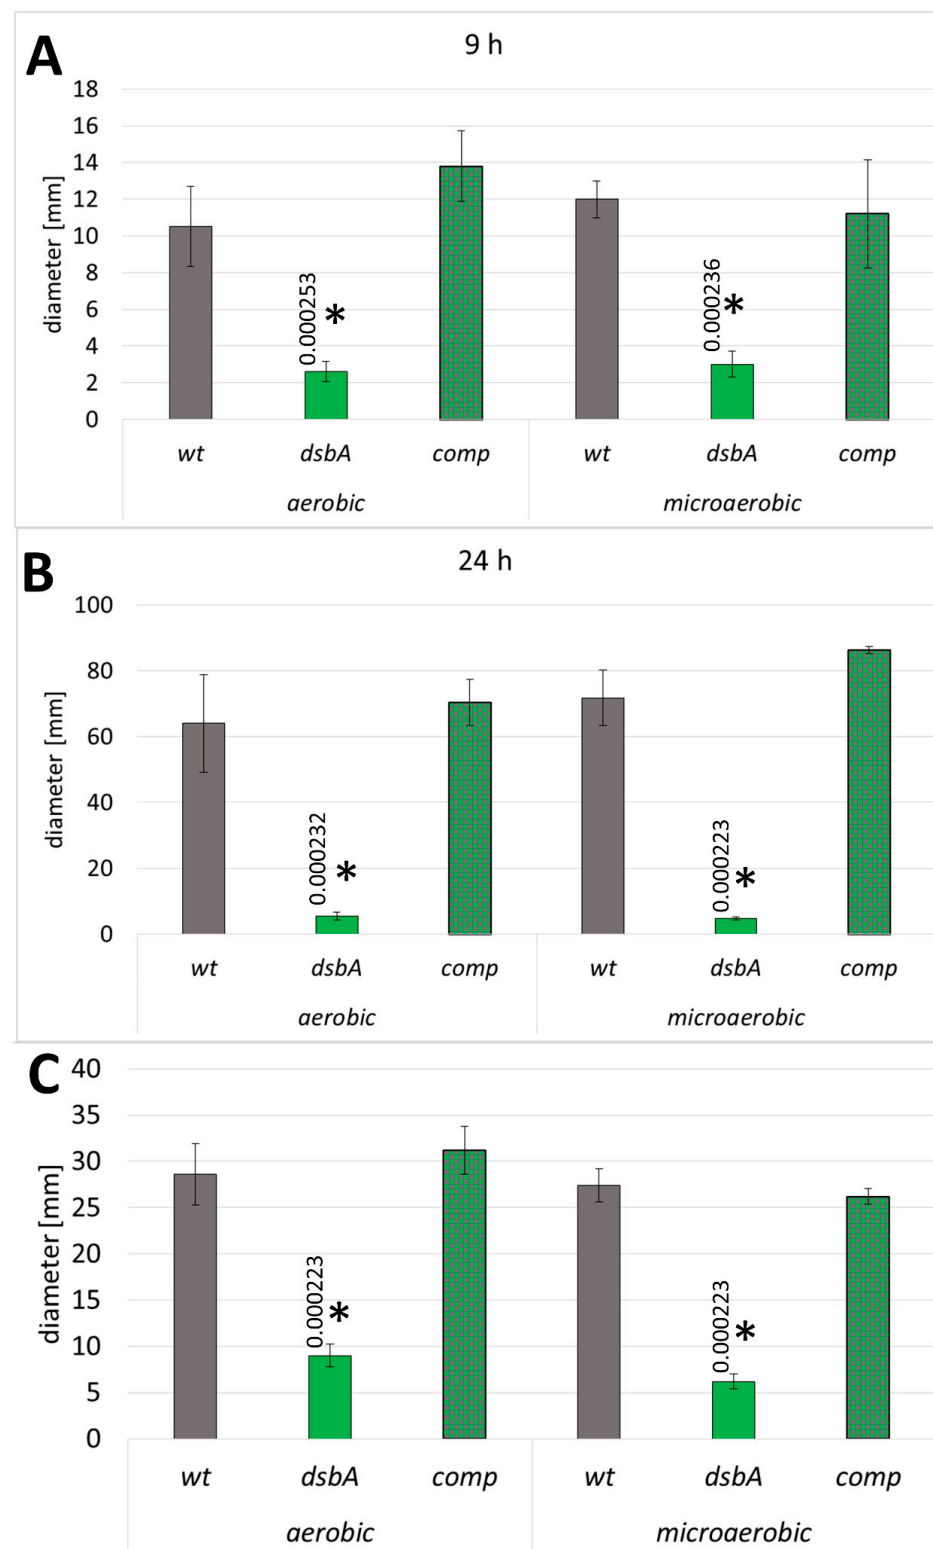 A
9 h
18
16
14
12
10
8
6
4
2
0
diameter [mm]
0.000253
*
0.000236
*
wt dsbA comp wt dsbA comp
aerobic microaerobic
B
24 h
100
80
60
40
20
0
diameter [mm]
0.000232
*
0.000223
*
wt dsbA comp wt dsbA comp
aerobic microaerobic
C
40
35
30
25
20
15
10
5
0
diameter [mm]
0.000223
*
0.000223
*
wt dsbA comp wt dsbA comp
aerobic microaerobic